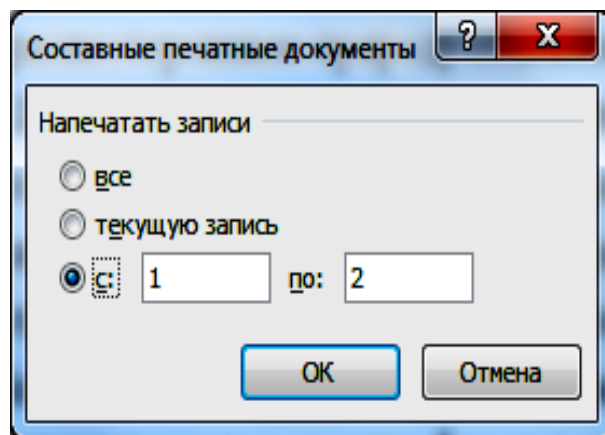 Составные печатные документы ? X
Напечатать записи
все
текущую запись
с: 1 по: 2
ОК Отмена